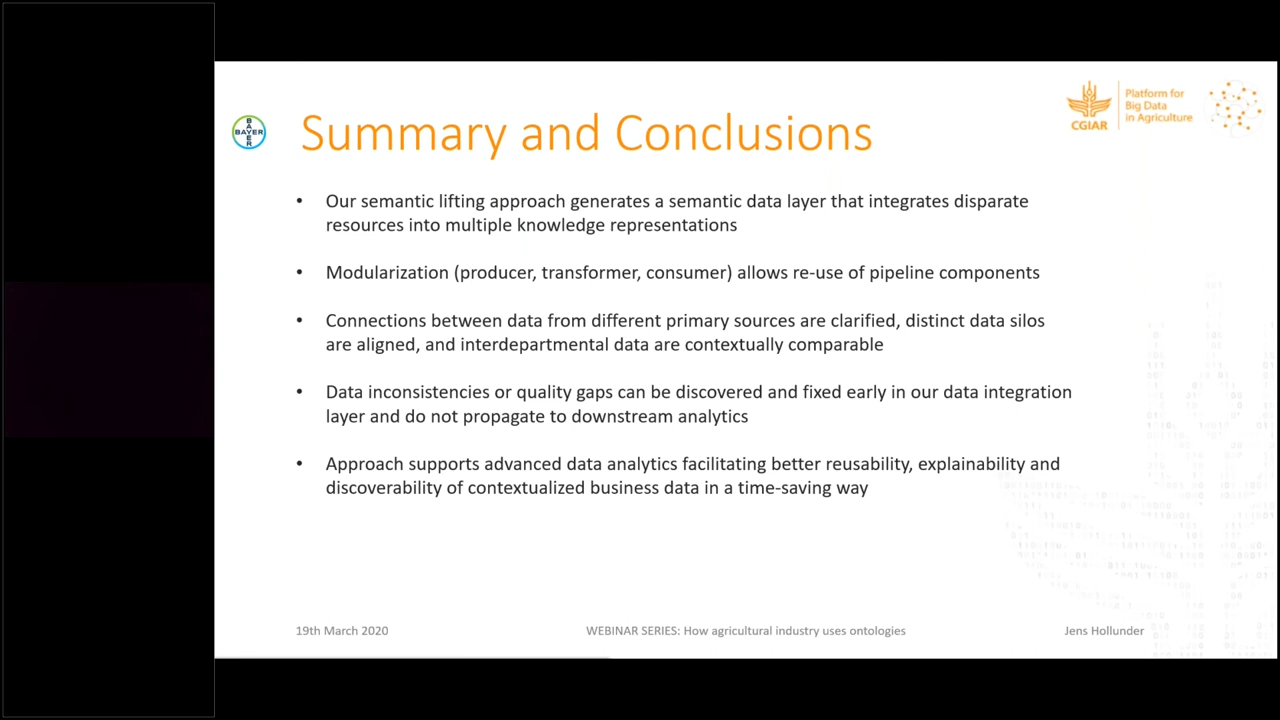 BAYER
BAYER
CGIAR
Platform for
Big Data
in Agriculture
Summary and Conclusions
• Our semantic lifting approach generates a semantic data layer that integrates disparate
resources into multiple knowledge representations
• Modularization (producer, transformer, consumer) allows re-use of pipeline components
• Connections between data from different primary sources are clarified, distinct data silos
are aligned, and interdepartmental data are contextually comparable
• Data inconsistencies or quality gaps can be discovered and fixed early in our data integration
layer and do not propagate to downstream analytics
• Approach supports advanced data analytics facilitating better reusability, explainability and
discoverability of contextualized business data in a time-saving way
19th March 2020
WEBINAR SERIES: How agricultural industry uses ontologies
Jens Hollunder